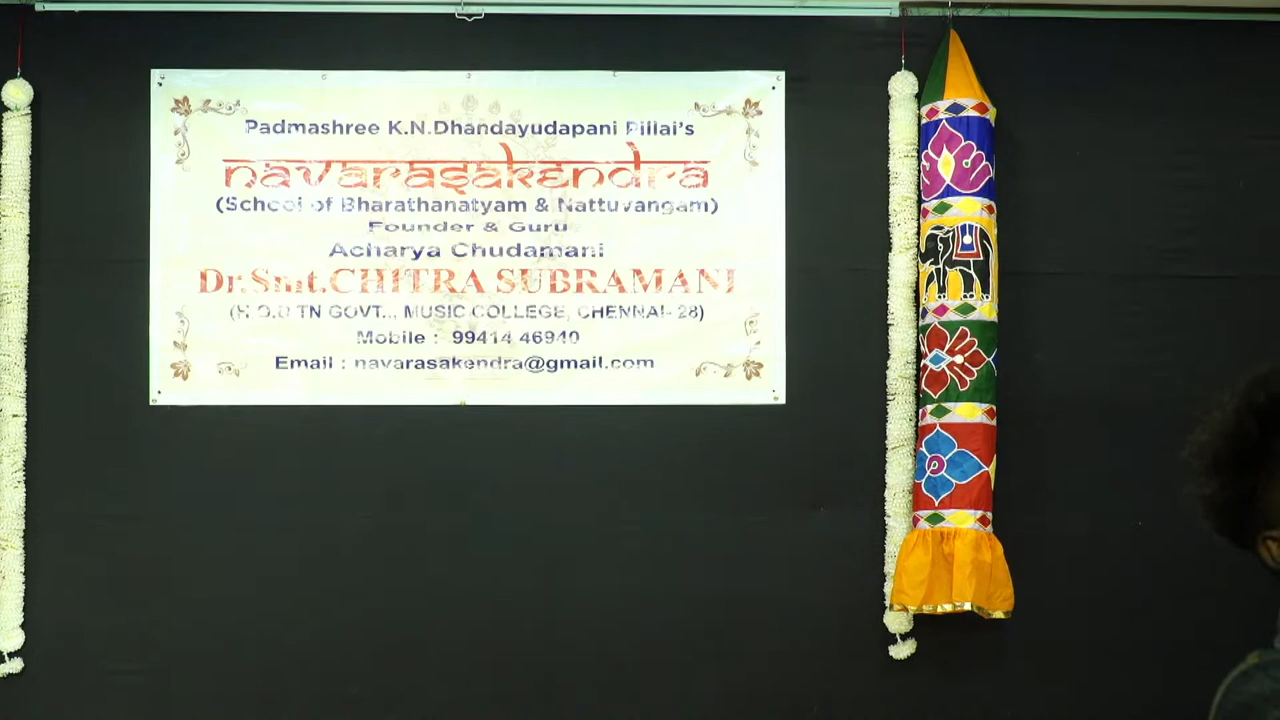 Padmashree K.N.Dhandayudapani Pillai's
navarasakendra
(School of Bharathanatyam & Nattuvangam)
Founder & Guru
Acharya Chudamani
Dr.Smt.CHITRA SUBRAMANI
(H.O.D TN GOVT.., MUSIC COLLEGE, CHENNAI- 28)
Mobile : 99414 46940
Email : navarasakendra@gmail.com